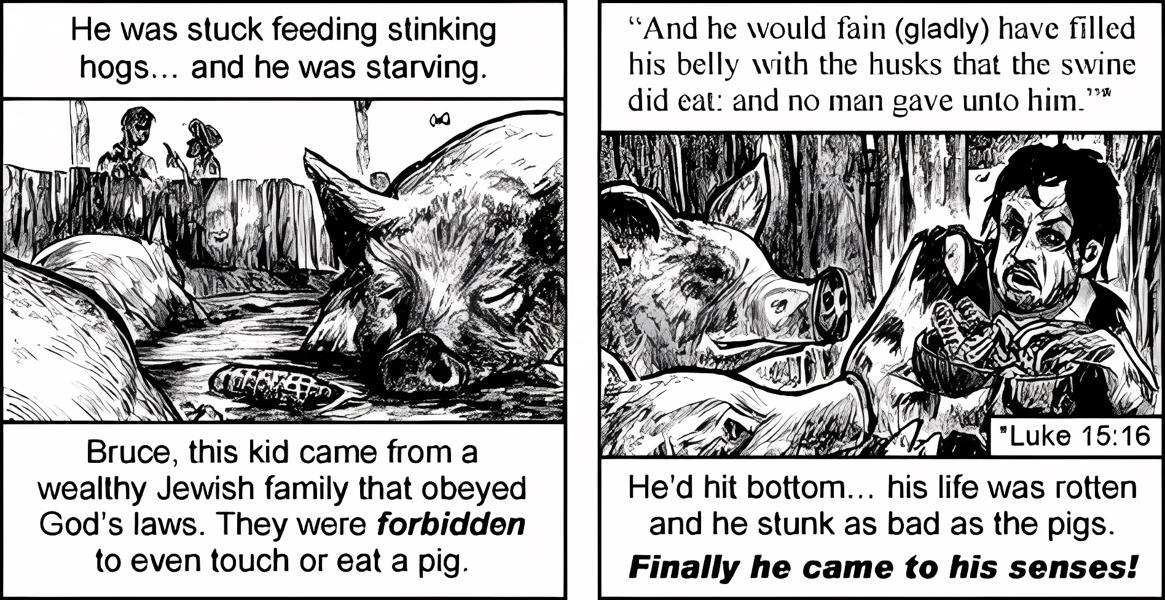 He was stuck feeding stinking
hogs... and he was starving.
Bruce, this kid came from a
wealthy Jewish family that obeyed
God's laws. They were forbidden
to even touch or eat a pig.
“And he would fain (gladly) have filled
his belly with the husks that the swine
did eat: and no man gave unto him.”*
*Luke 15:16
He'd hit bottom... his life was rotten
and he stunk as bad as the pigs.
Finally he came to his senses!